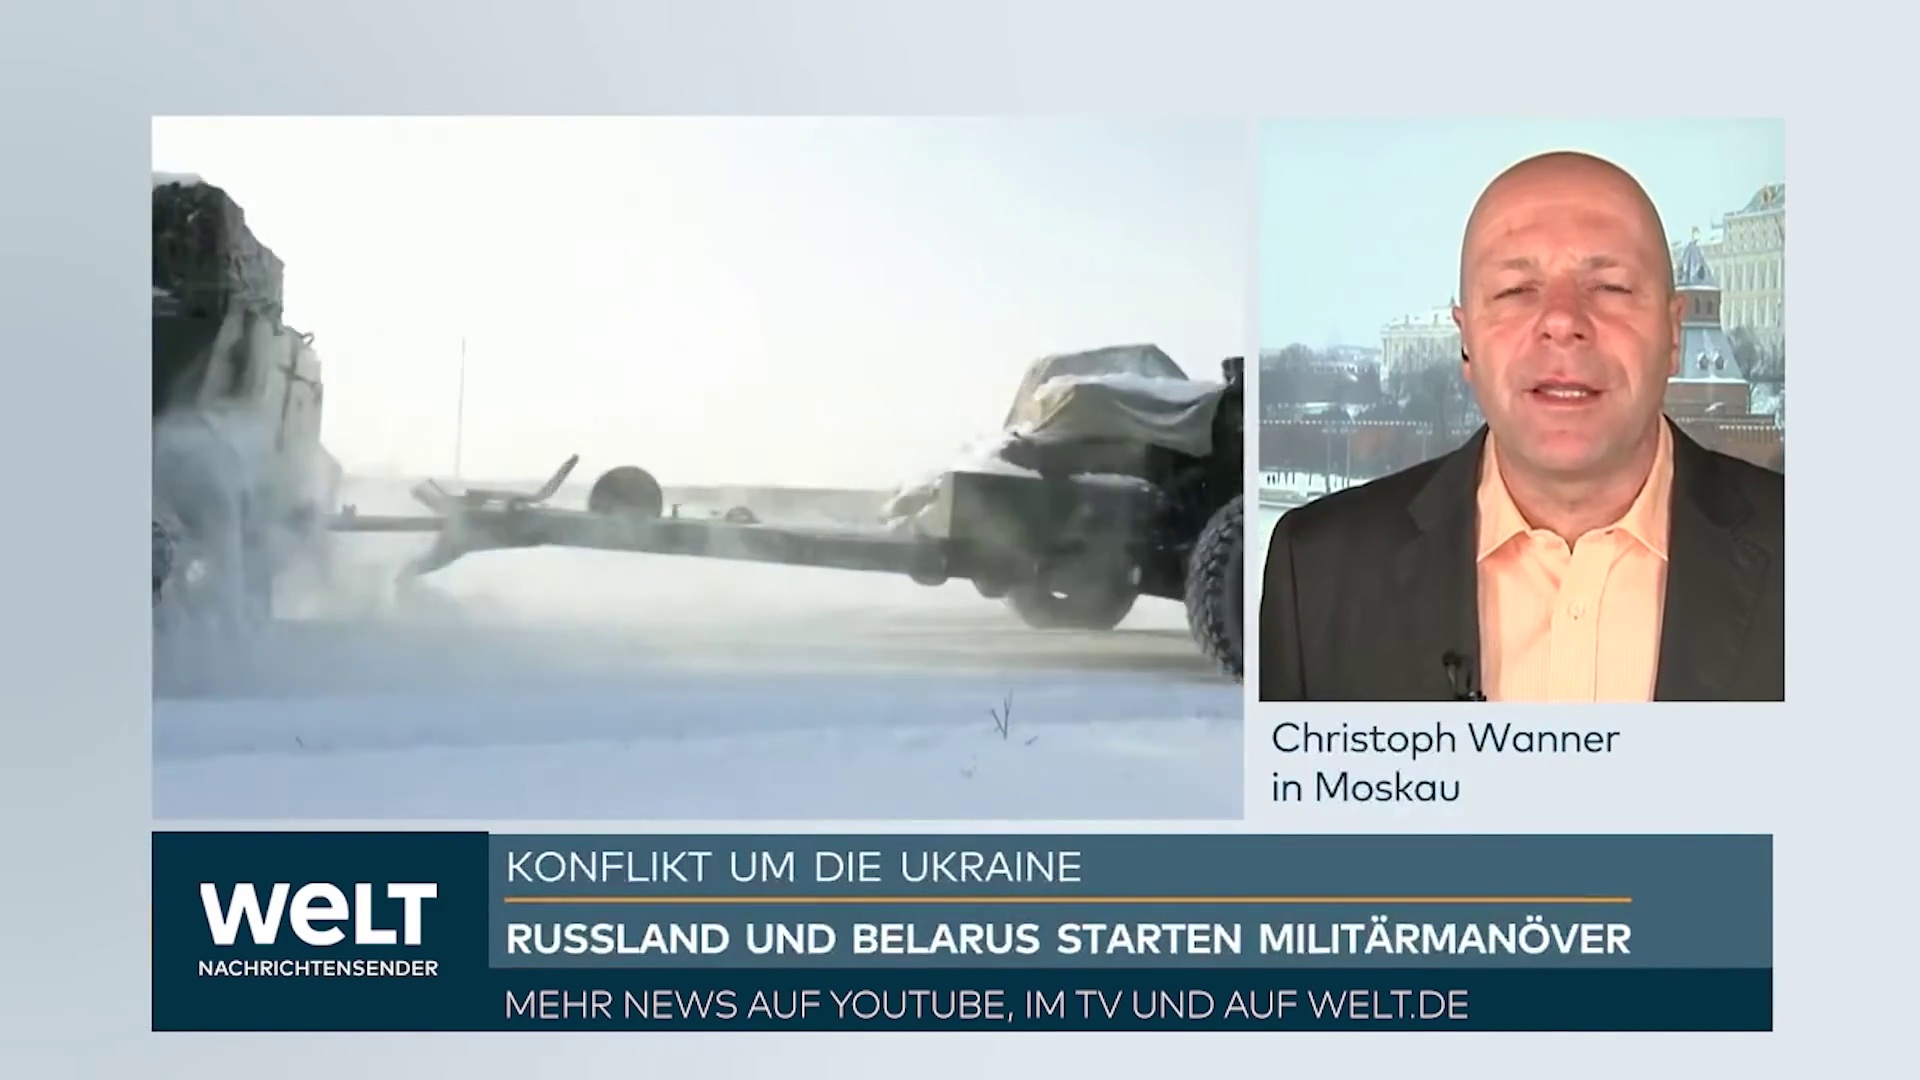 Christoph Wanner
in Moskau
KONFLIKT UM DIE UKRAINE
RUSSLAND UND BELARUS STARTEN MILITÄRMANÖVER
MEHR NEWS AUF YOUTUBE, IM TV UND AUF WELT.DE
WELT
NACHRICHTENSENDER